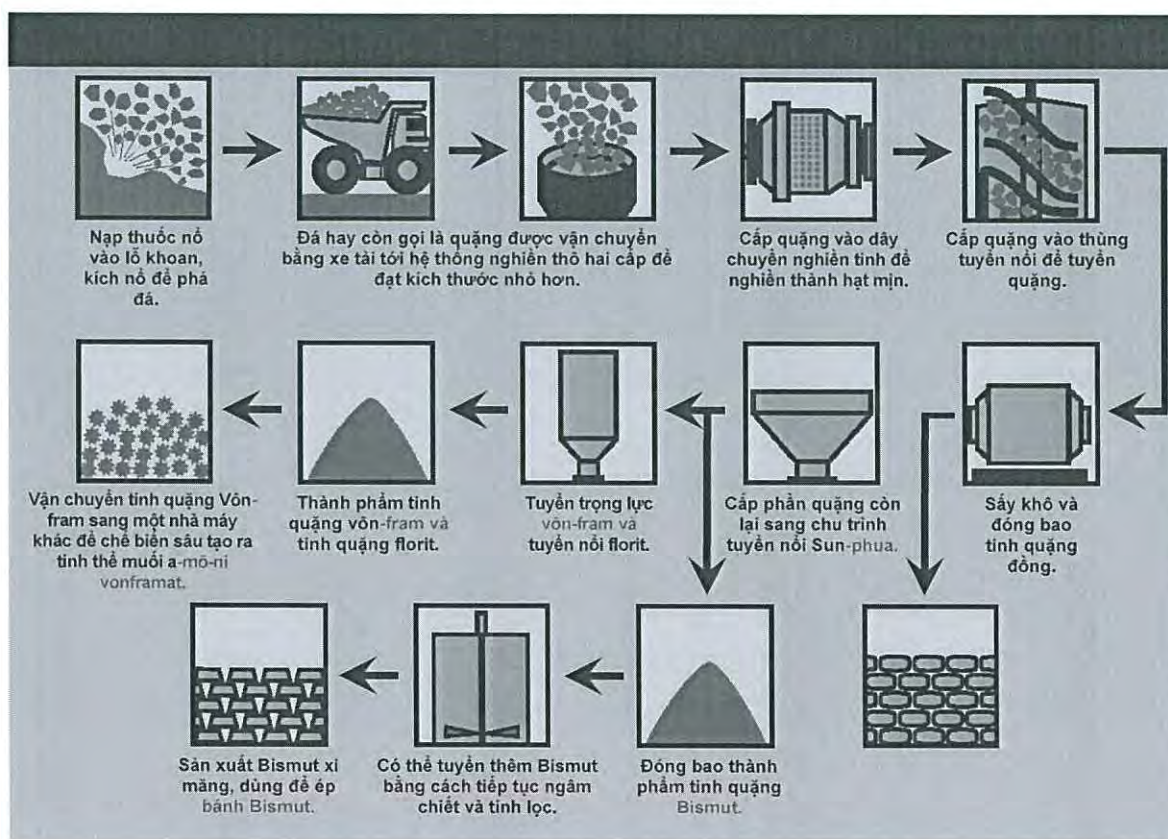 Nạp thuốc nổ
vào lỗ khoan,
kích nổ để phá
đá.
Đá hay còn gọi là quặng được vận chuyển
bằng xe tải tới hệ thống nghiền thô hai cấp để
đạt kích thước nhỏ hơn.
Cấp quặng vào dây
chuyền nghiền tinh để
nghiền thành hạt mịn.
Cấp quặng vào thùng
tuyển nổi để tuyển
quặng.
Vận chuyển tinh quặng Vôn-
fram sang một nhà máy
khác để chế biến sâu tạo ra
tinh thể muối a-mô-ni
vonframat.
Thành phẩm tinh
quặng vôn-fram và
tinh quặng florit.
Tuyển trọng lực
vôn-fram và
tuyển nổi florit.
Cấp phần quặng còn
lại sang chu trình
tuyển nổi Sun-phua.
Sấy khô và
đóng bao
tinh quặng
đồng.
Sản xuất Bismut xi
măng, dùng để ép
bánh Bismut.
Có thể tuyển thêm Bismut
bằng cách tiếp tục ngâm
chiết và tinh lọc.
Đóng bao thành
phẩm tinh quặng
Bismut.